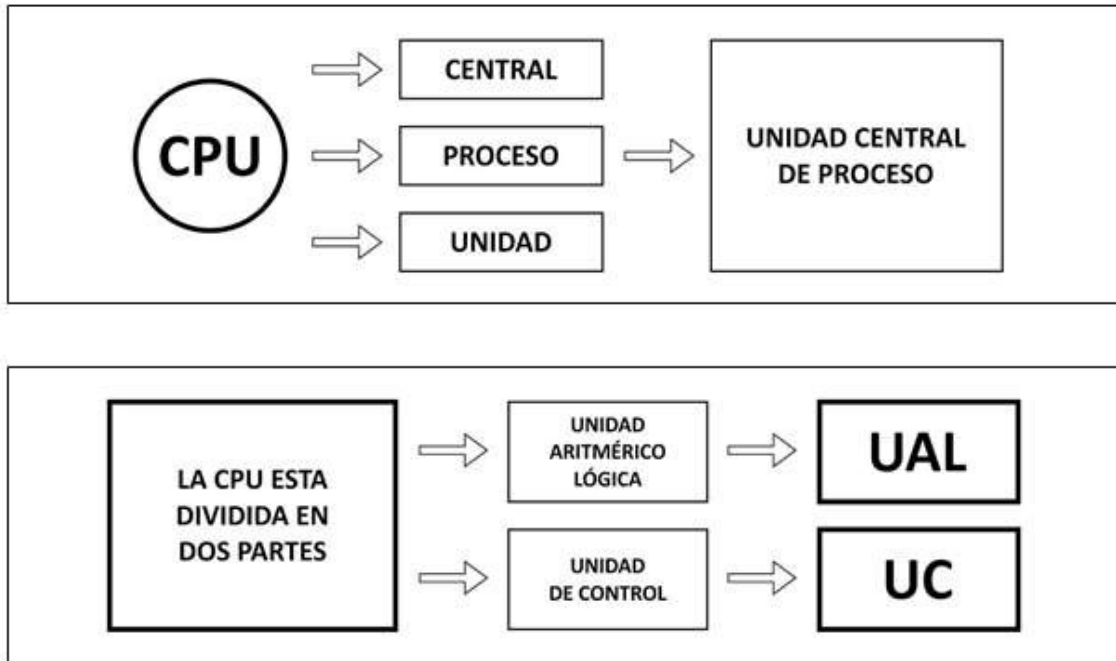 CPU
CENTRAL
PROCESO
UNIDAD
UNIDAD CENTRAL
DE PROCESO
LA CPU ESTA
DIVIDIDA EN
DOS PARTES
UNIDAD
ARITMÉRICO
LÓGICA
UAL
UNIDAD
DE CONTROL
UC